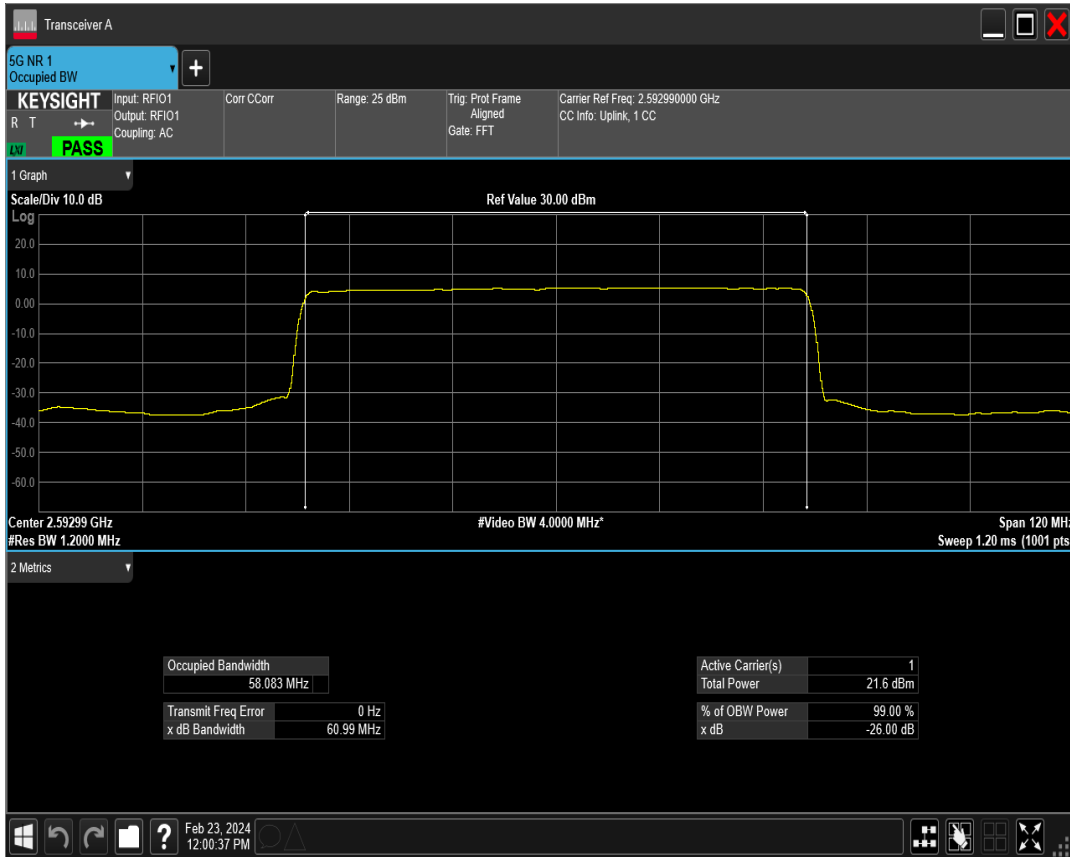 Transceiver A
5G NR 1
Occupied BW
+
KEYSIGHT
R T
LXI
PASS
Input: RFIO1
Output: RFIO1
Coupling: AC
Corr CCorr
Range: 25 dBm
Trig: Prot Frame
Aligned
Gate: FFT
Carrier Ref Freq: 2.592990000 GHz
CC Info: Uplink, 1 CC
1 Graph
Scale/Div 10.0 dB
Ref Value 30.00 dBm
Log
20.0
10.0
0.00
-10.0
-20.0
-30.0
-40.0
-50.0
-60.0
Center 2.59299 GHz
#Video BW 4.0000 MHz*
Span 120 MHz
#Res BW 1.2000 MHz
Sweep 1.20 ms (1001 pts
2 Metrics
Occupied Bandwidth
58.083 MHz
Transmit Freq Error 0 Hz
x dB Bandwidth 60.99 MHz
Active Carrier(s) 1
Total Power 21.6 dBm
% of OBW Power 99.00 %
x dB -26.00 dB
?
Feb 23, 2024
12:00:37 PM